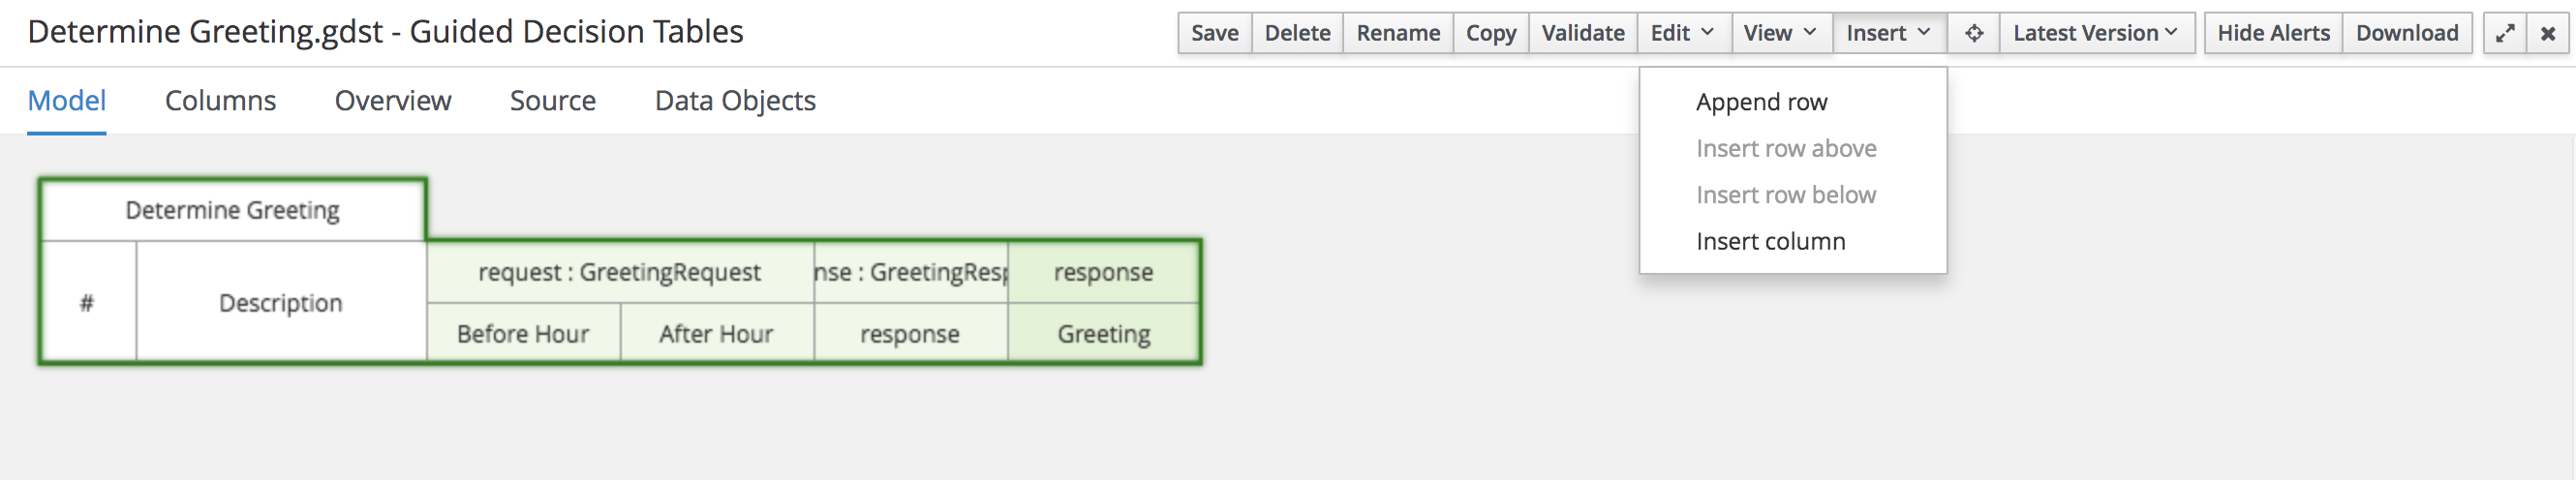 Determine Greeting.gdst - Guided Decision Tables
Save Delete Rename Copy Validate Edit View Insert Latest Version Hide Alerts Download
Model Columns Overview Source Data Objects
Append row
Insert row above
Insert row below
Insert column
Determine Greeting
# Description
request : GreetingRequest nse : GreetingResp response
Before Hour After Hour response Greeting